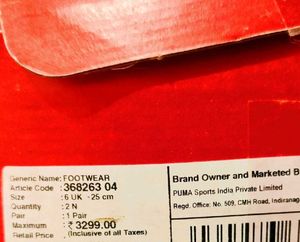 Generic Name: FOOTWEAR
Article Code : 368263 04
Size : 6 UK - 25 cm
Quantity : 2 N
Pair : 1 Pair
Maximum : ₹ 3299.00
Retail Price (Inclusive of all Taxes)
Brand Owner and Marketed B
PUMA Sports India Private Limited
Regd. Office: No. 509, CMH Road, Indiranag